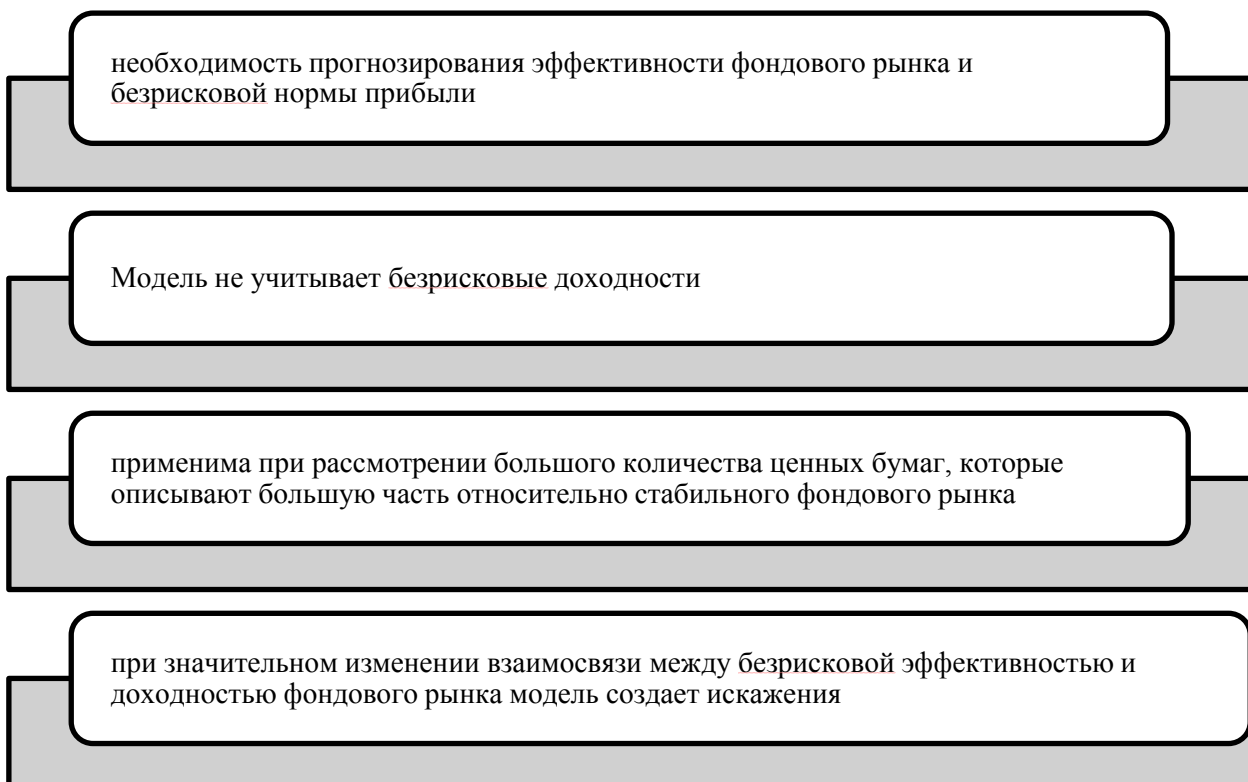 необходимость прогнозирования эффективности фондового рынка и
безрисковой нормы прибыли
Модель не учитывает безрисковые доходности
применима при рассмотрении большого количества ценных бумаг, которые
описывают большую часть относительно стабильного фондового рынка
при значительном изменении взаимосвязи между безрисковой эффективностью и
доходностью фондового рынка модель создает искажения